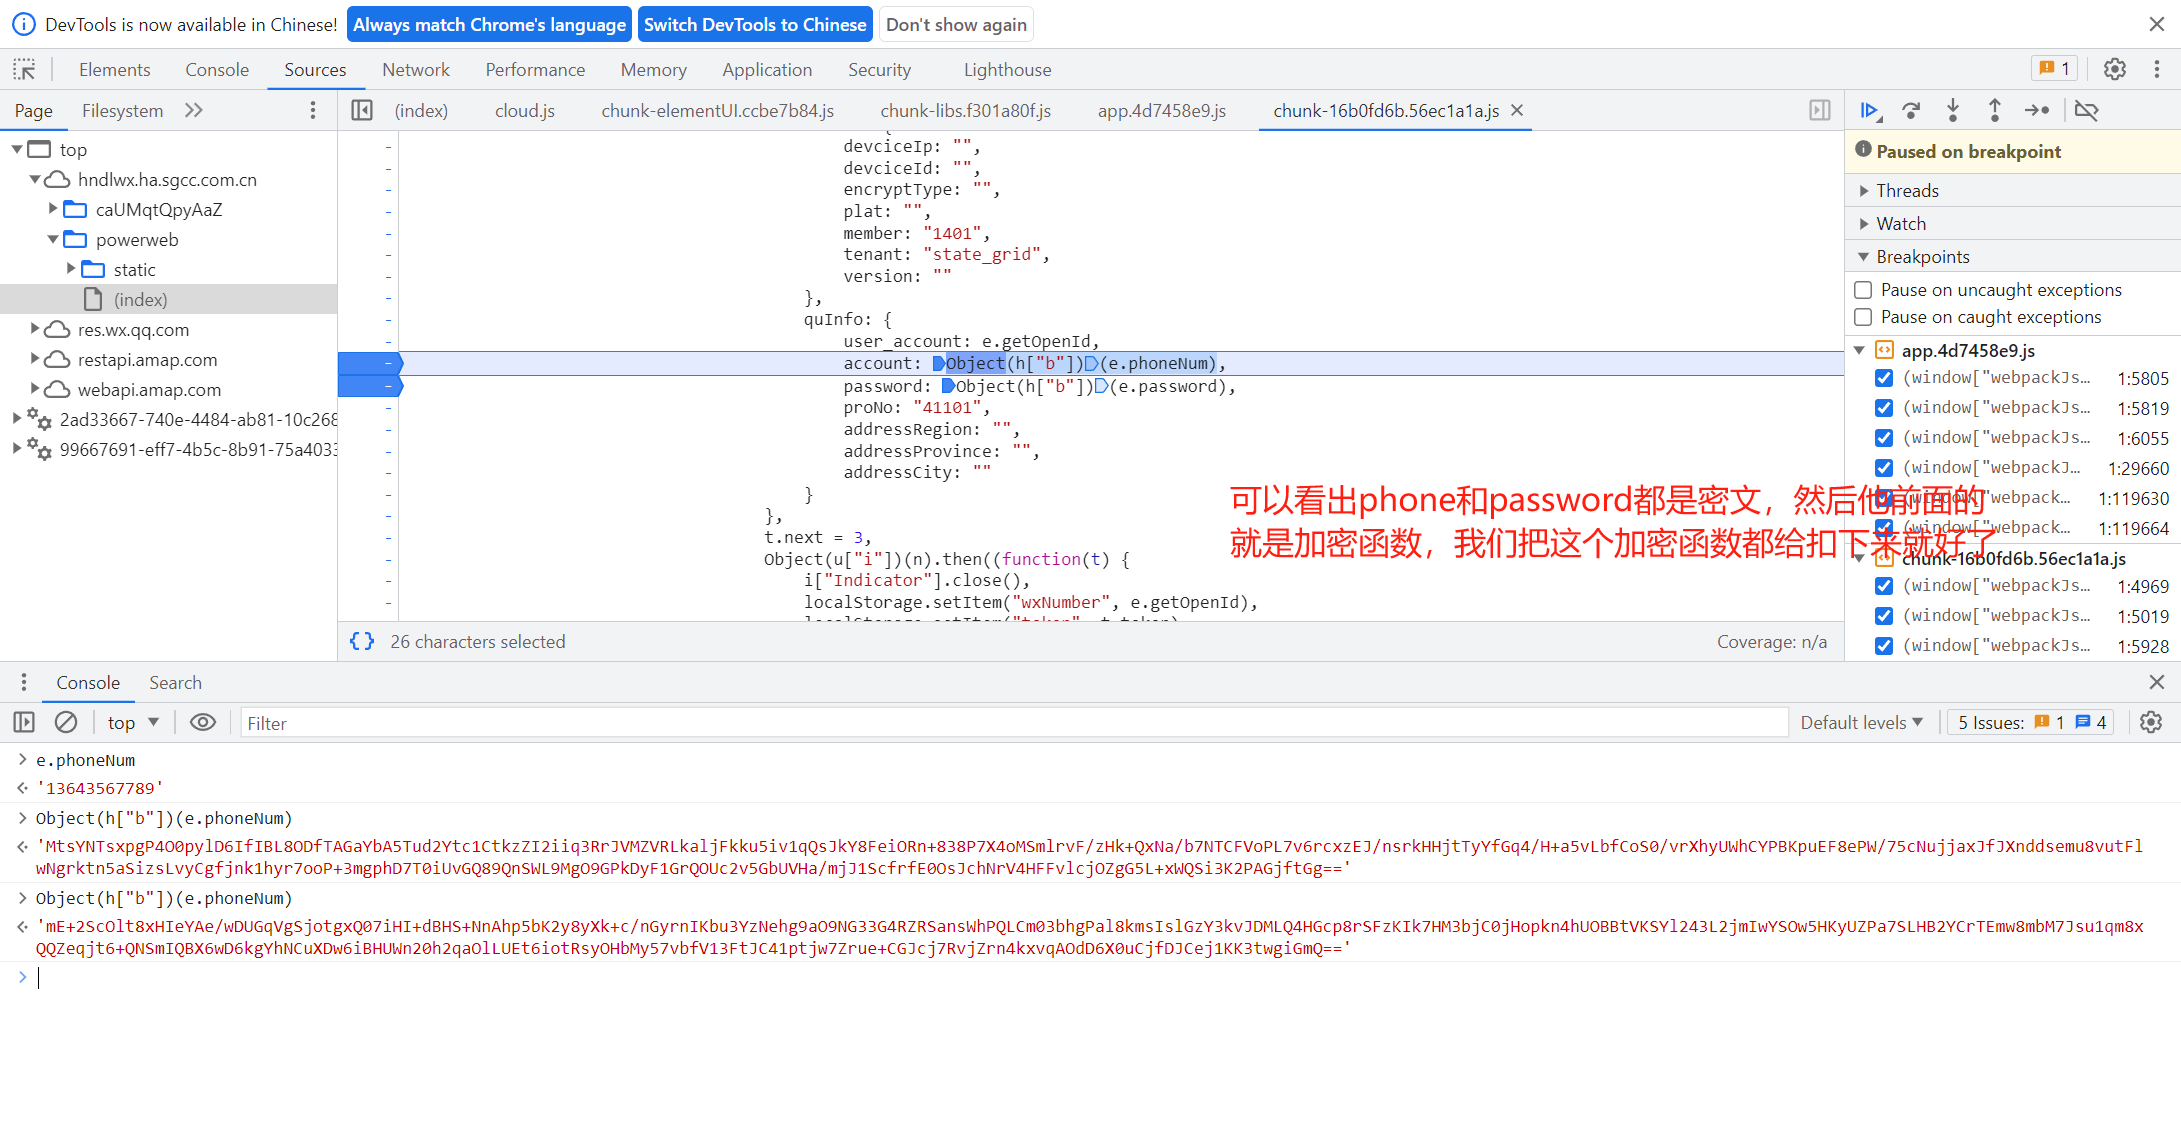 DevTools is now available in Chinese! Always match Chrome's language Switch DevTools to Chinese Don't show again
Elements Console Sources Network Performance Memory Application Security Lighthouse 1
Page Filesystem
(index) cloud.js chunk-elementUI.ccbe7b84.js chunk-libs.f301a80f.js app.4d7458e9.js chunk-16b0fd6b.56ec1a1a.js
top
hndlwx.ha.sgcc.com.cn
caUMqtQpyAaZ
powerweb
static
(index)
res.wx.qq.com
restapi.amap.com
webapi.amap.com
2ad33667-740e-4484-ab81-10c268
99667691-eff7-4b5c-8b91-75a4033
devciceIp: "",
devciceId: "",
encryptType: "",
plat: "",
member: "1401",
tenant: "state_grid",
version: ""
},
quInfo: {
user_account: e.getOpenId,
account: Object(h["b"])(e.phoneNum),
password: Object(h["b"])(e.password),
proNo: "41101",
addressRegion: "",
addressProvince: "",
addressCity: ""
}
},
t.next = 3,
Object(u["i"])(n).then((function(t) {
i["Indicator"].close(),
localStorage.setItem("wxNumber", e.getOpenId),
可以看出phone和password都是密文，然后他前面的
就是加密函数，我们把这个加密函数都给扣下来就好了
{} 26 characters selected Coverage: n/a
Paused on breakpoint
Threads
Watch
Breakpoints
Pause on uncaught exceptions
Pause on caught exceptions
app.4d7458e9.js
(window["webpackJs… 1:5805
(window["webpackJs… 1:5819
(window["webpackJs… 1:6055
(window["webpackJ… 1:29660
(window["webpack… 1:119630
(window["webpack… 1:119664
chunk-16b0fd6b.56ec1a1a.js
(window["webpackJs… 1:4969
(window["webpackJs… 1:5019
(window["webpackJs… 1:5928
Console Search
top Filter Default levels 5 Issues: 1 4
e.phoneNum
'13643567789'
Object(h["b"])(e.phoneNum)
'MtsYNTsxpgP4O0pylD6IfIBL8ODfTAGaYbA5Tud2Ytc1CtkzZI2iiq3RrJVMZVRLkaljFkku5iv1qQsJkY8FeiORn+838P7X4oMSmlrvF/zHk+QxNa/b7NTCFVoPL7v6rcxzEJ/nsrkHHjtTyYfGq4/H+a5vLbfCoS0/vrXhyUWhCYPBKpuEF8ePW/75cNujjaxJfJXnddsemu8vutFl
wNgrktn5aSizsLvyCgfjnk1hyr7ooP+3mgphD7T0iUvGQ89QnSWL9MgO9GPkDyF1GrQOUc2v5GbUVHa/mjJ1ScfrfE0OsJchNrV4HFFvlcjOZgG5L+xWQSi3K2PAGjftGg=='
Object(h["b"])(e.phoneNum)
'mE+2ScOlt8xHIeYAe/wDUGqVgSjotgxQ07iHI+dBHS+NnAhp5bK2y8yXk+c/nGyrnIKbu3YzNehg9aO9NG33G4RZRSanswhPQLCm03bhgPal8kmsIslGzY3kvJDMLQ4HGcp8rSFzKIk7HM3bjC0jHopkn4hUOBBtVKSYl243L2jmIwYSOw5HKyUZPa7SLHB2YCrTEmw8mbM7Jsu1qm8x
QQZeqjt6+QNSmIQBX6wD6kgYhNCuXDw6iBHUWn20h2qaOlLUEt6iotRsyOHbMy57vbfV13FtJC41ptjw7Zrue+CGJcj7RvjZrn4kxvqAOdD6X0uCjfDJCej1KK3twgiGmQ=='